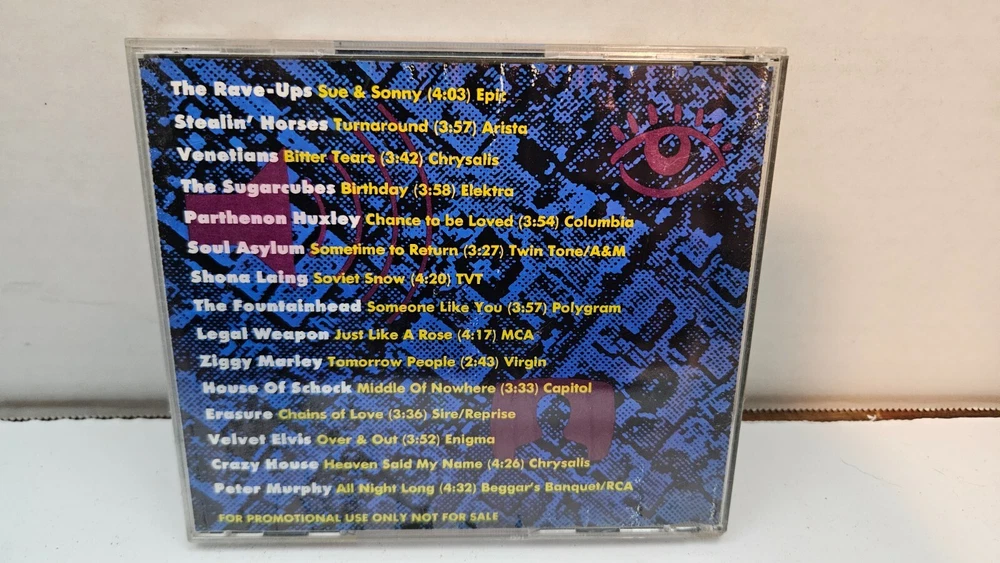 The Rave-Ups Sue & Sonny (4:03) Epic
Stealin' Horses Turnaround (3:57) Arista
Venetians Bitter Tears (3:42) Chrysalis
The Sugarcubes Birthday (3:58) Elektra
Parthenon Huxley Chance to be Loved (3:54) Columbia
Soul Asylum Sometime to Return (3:27) Twin Tone/A&M
Shona Laing Soviet Snow (4:20) TVT
The Fountainhead Someone Like You (3:57) Polygram
Legal Weapon Just Like A Rose (4:17) MCA
Ziggy Marley Tomorrow People (2:43) Virgin
House Of Schock Middle Of Nowhere (3:33) Capitol
Erasure Chains of Love (3:36) Sire/Reprise
Velvet Elvis Over & Out (3:52) Enigma
Crazy House Heaven Said My Name (4:26) Chrysalis
Peter Murphy All Night Long (4:32) Beggar's Banquet/RCA
FOR PROMOTIONAL USE ONLY NOT FOR SALE